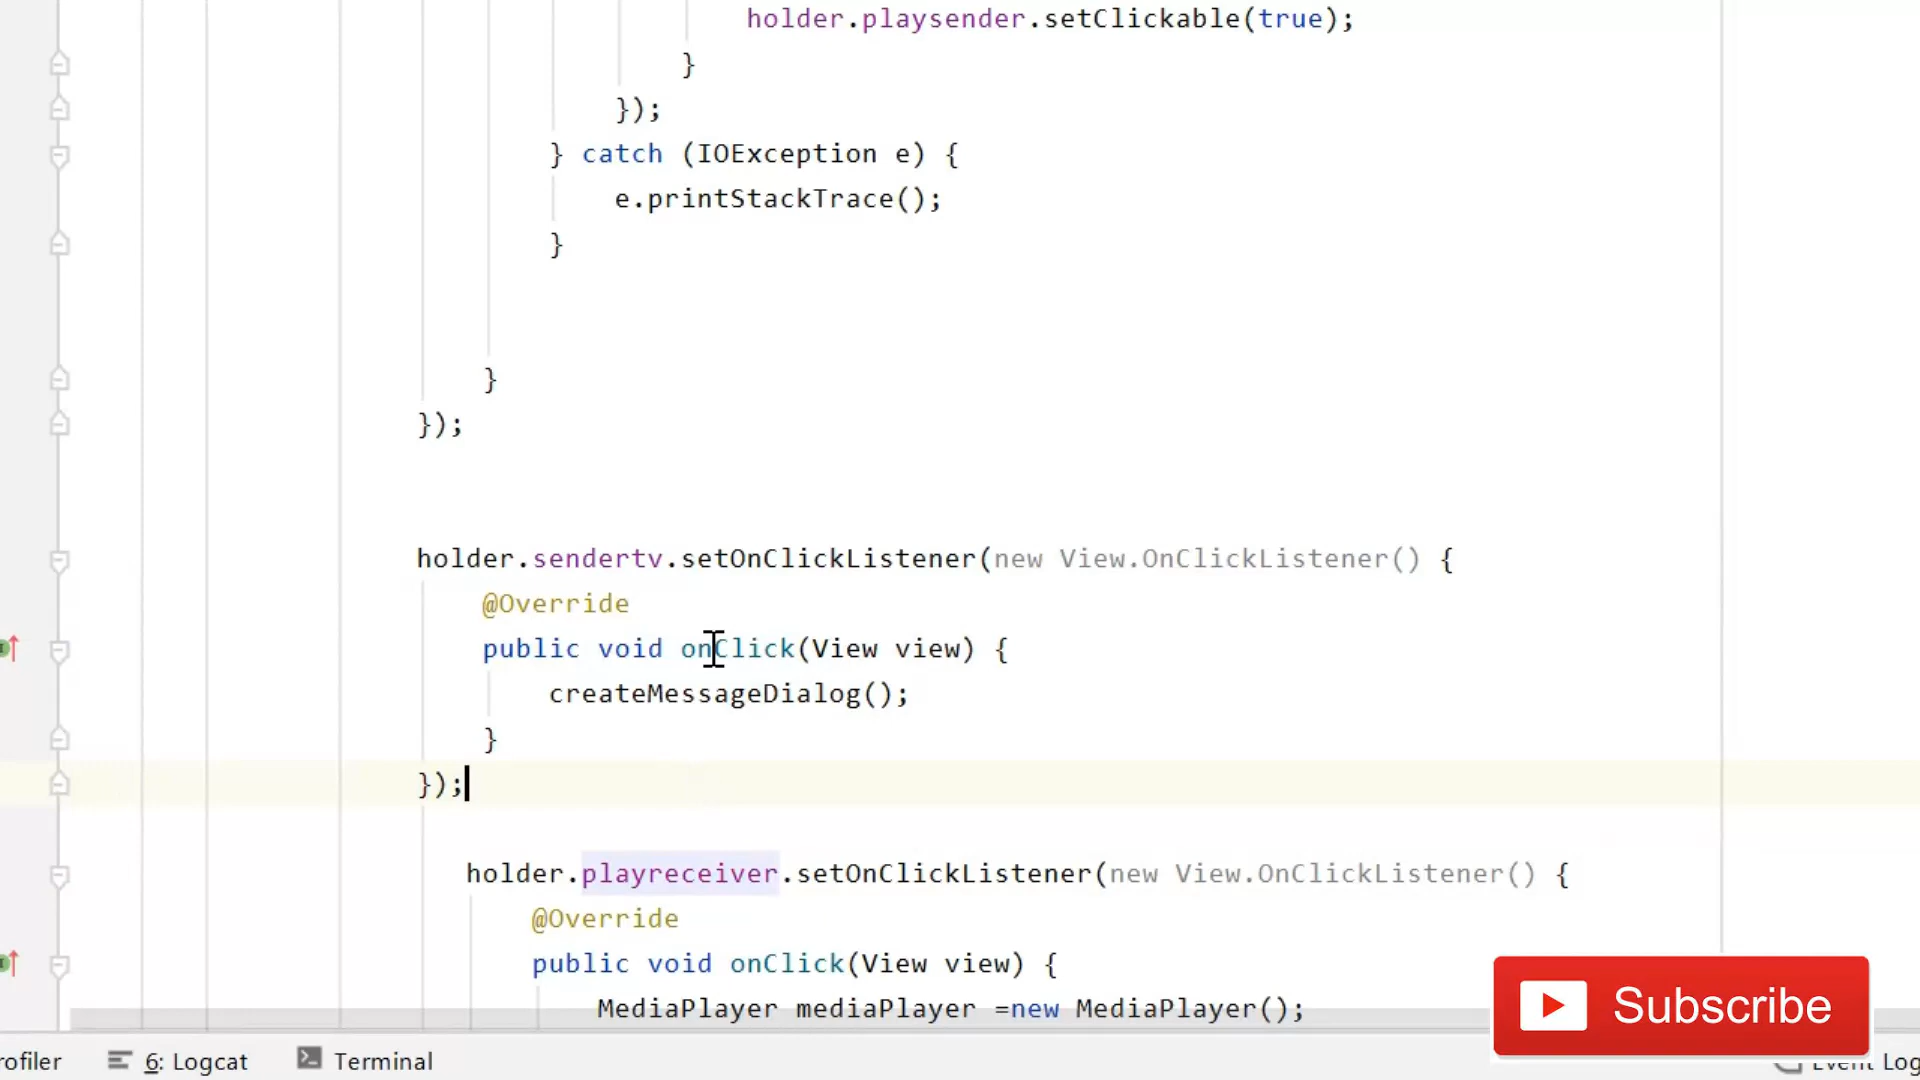 holder.playsender.setClickable(true);
}
});
} catch (IOException e) {
e.printStackTrace();
}
}
});
holder.sendertv.setOnClickListener(new View.OnClickListener() {
@Override
public void onClick(View view) {
createMessageDialog();
}
});
holder.playreceiver.setOnClickListener(new View.OnClickListener() {
@Override
public void onClick(View view) {
MediaPlayer mediaPlayer =new MediaPlayer();
Subscribe
rofiler 6: Logcat Terminal Event Log